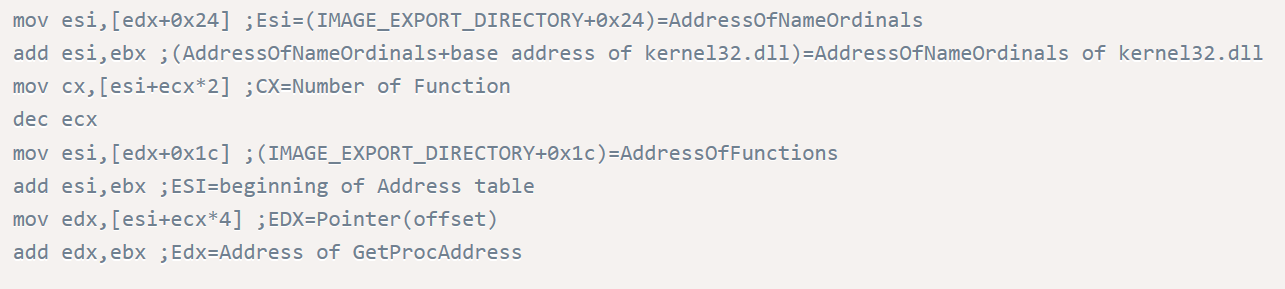 mov esi,[edx+0x24] ;Esi=(IMAGE_EXPORT_DIRECTORY+0x24)=AddressOfNameOrdinals
add esi,ebx ;(AddressOfNameOrdinals+base address of kernel32.dll)=AddressOfNameOrdinals of kernel32.dll
mov cx,[esi+ecx*2] ;CX=Number of Function
dec ecx
mov esi,[edx+0x1c] ;(IMAGE_EXPORT_DIRECTORY+0x1c)=AddressOfFunctions
add esi,ebx ;ESI=beginning of Address table
mov edx,[esi+ecx*4] ;EDX=Pointer(offset)
add edx,ebx ;Edx=Address of GetProcAddress